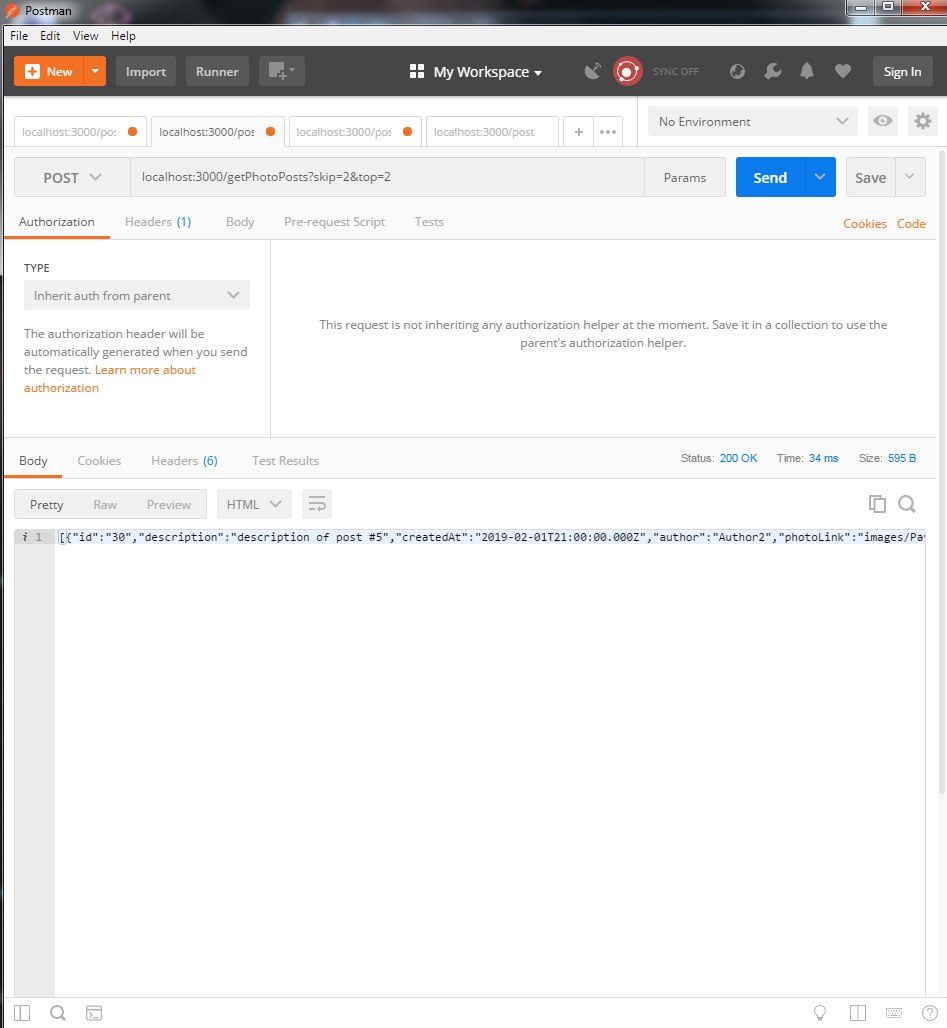 Postman
File Edit View Help
New Import Runner My Workspace SYNC OFF Sign In
localhost:3000/pos localhost:3000/pos localhost:3000/pos localhost:3000/post + ••• No Environment
POST localhost:3000/getPhotoPosts?skip=2&top=2 Params Send Save
Authorization Headers (1) Body Pre-request Script Tests Cookies Code
TYPE
Inherit auth from parent
The authorization header will be
automatically generated when you send
the request. Learn more about
authorization
This request is not inheriting any authorization helper at the moment. Save it in a collection to use the
parent's authorization helper.
Body Cookies Headers (6) Test Results Status: 200 OK Time: 34 ms Size: 595 B
Pretty Raw Preview HTML
i 1 [{"id":"30","description":"description of post #5","createdAt":"2019-02-01T21:00:00.000Z","author":"Author2","photoLink":"images/Pav